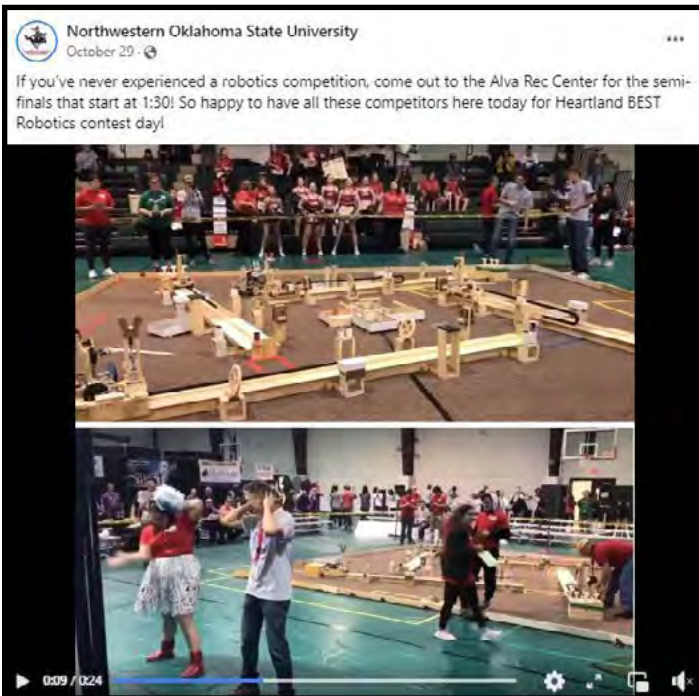 Northwestern Oklahoma State University
October 29 ·
If you've never experienced a robotics competition, come out to the Alva Rec Center for the semi-
finals that start at 1:30! So happy to have all these competitors here today for Heartland BEST
Robotics contest day!
0:09 / 0:24